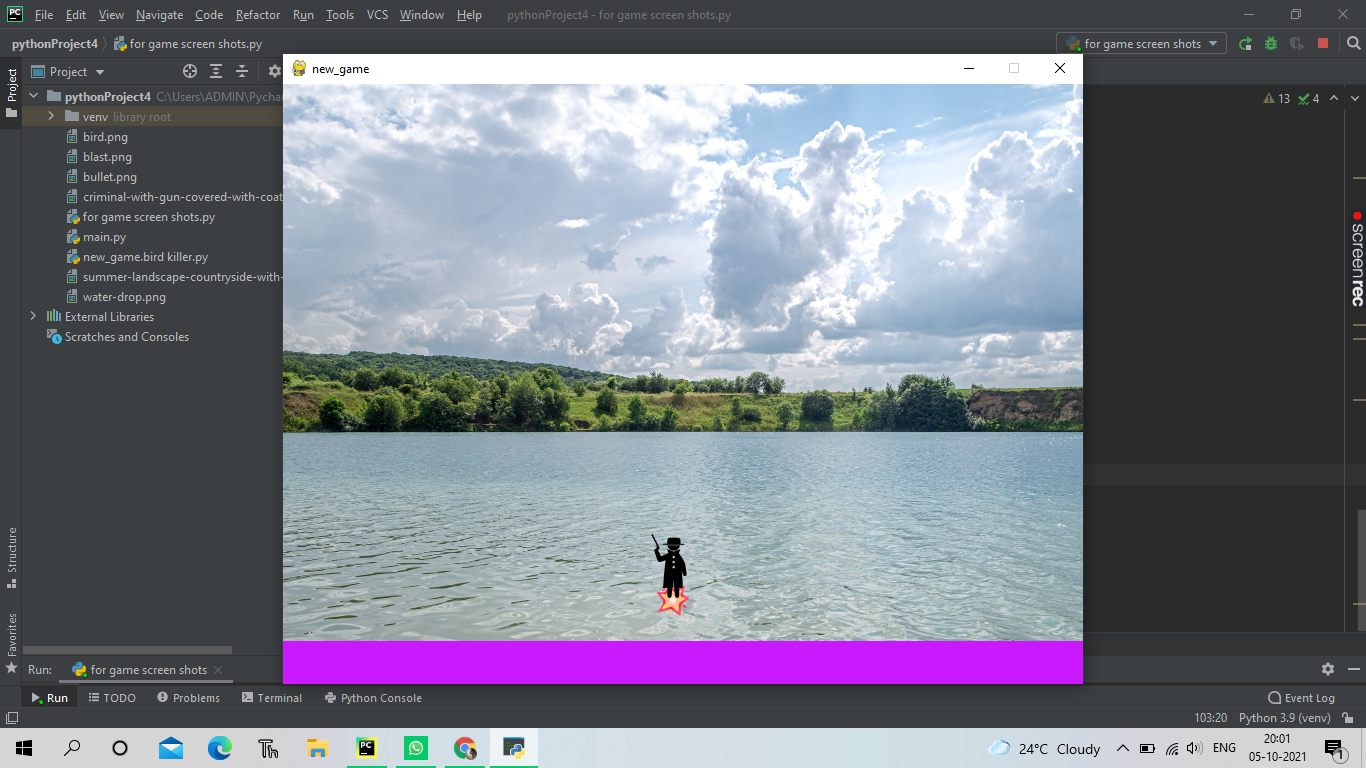 PC File Edit View Navigate Code Refactor Run Tools VCS Window Help pythonProject4 - for game screen shots.py
pythonProject4 for game screen shots.py for game screen shots
Project
new_game
Project
pythonProject4 C:\Users\ADMIN\Pychar
13 4
venv library root
bird.png
blast.png
bullet.png
criminal-with-gun-covered-with-coat
for game screen shots.py
main.py
new_game.bird killer.py
summer-landscape-countryside-with-
water-drop.png
External Libraries
Scratches and Consoles
screenrec
Structure
Favorites
Run: for game screen shots
Run TODO Problems Terminal Python Console Event Log
103:20 Python 3.9 (venv)
PC 24°C Cloudy ENG 20:01
05-10-2021 1